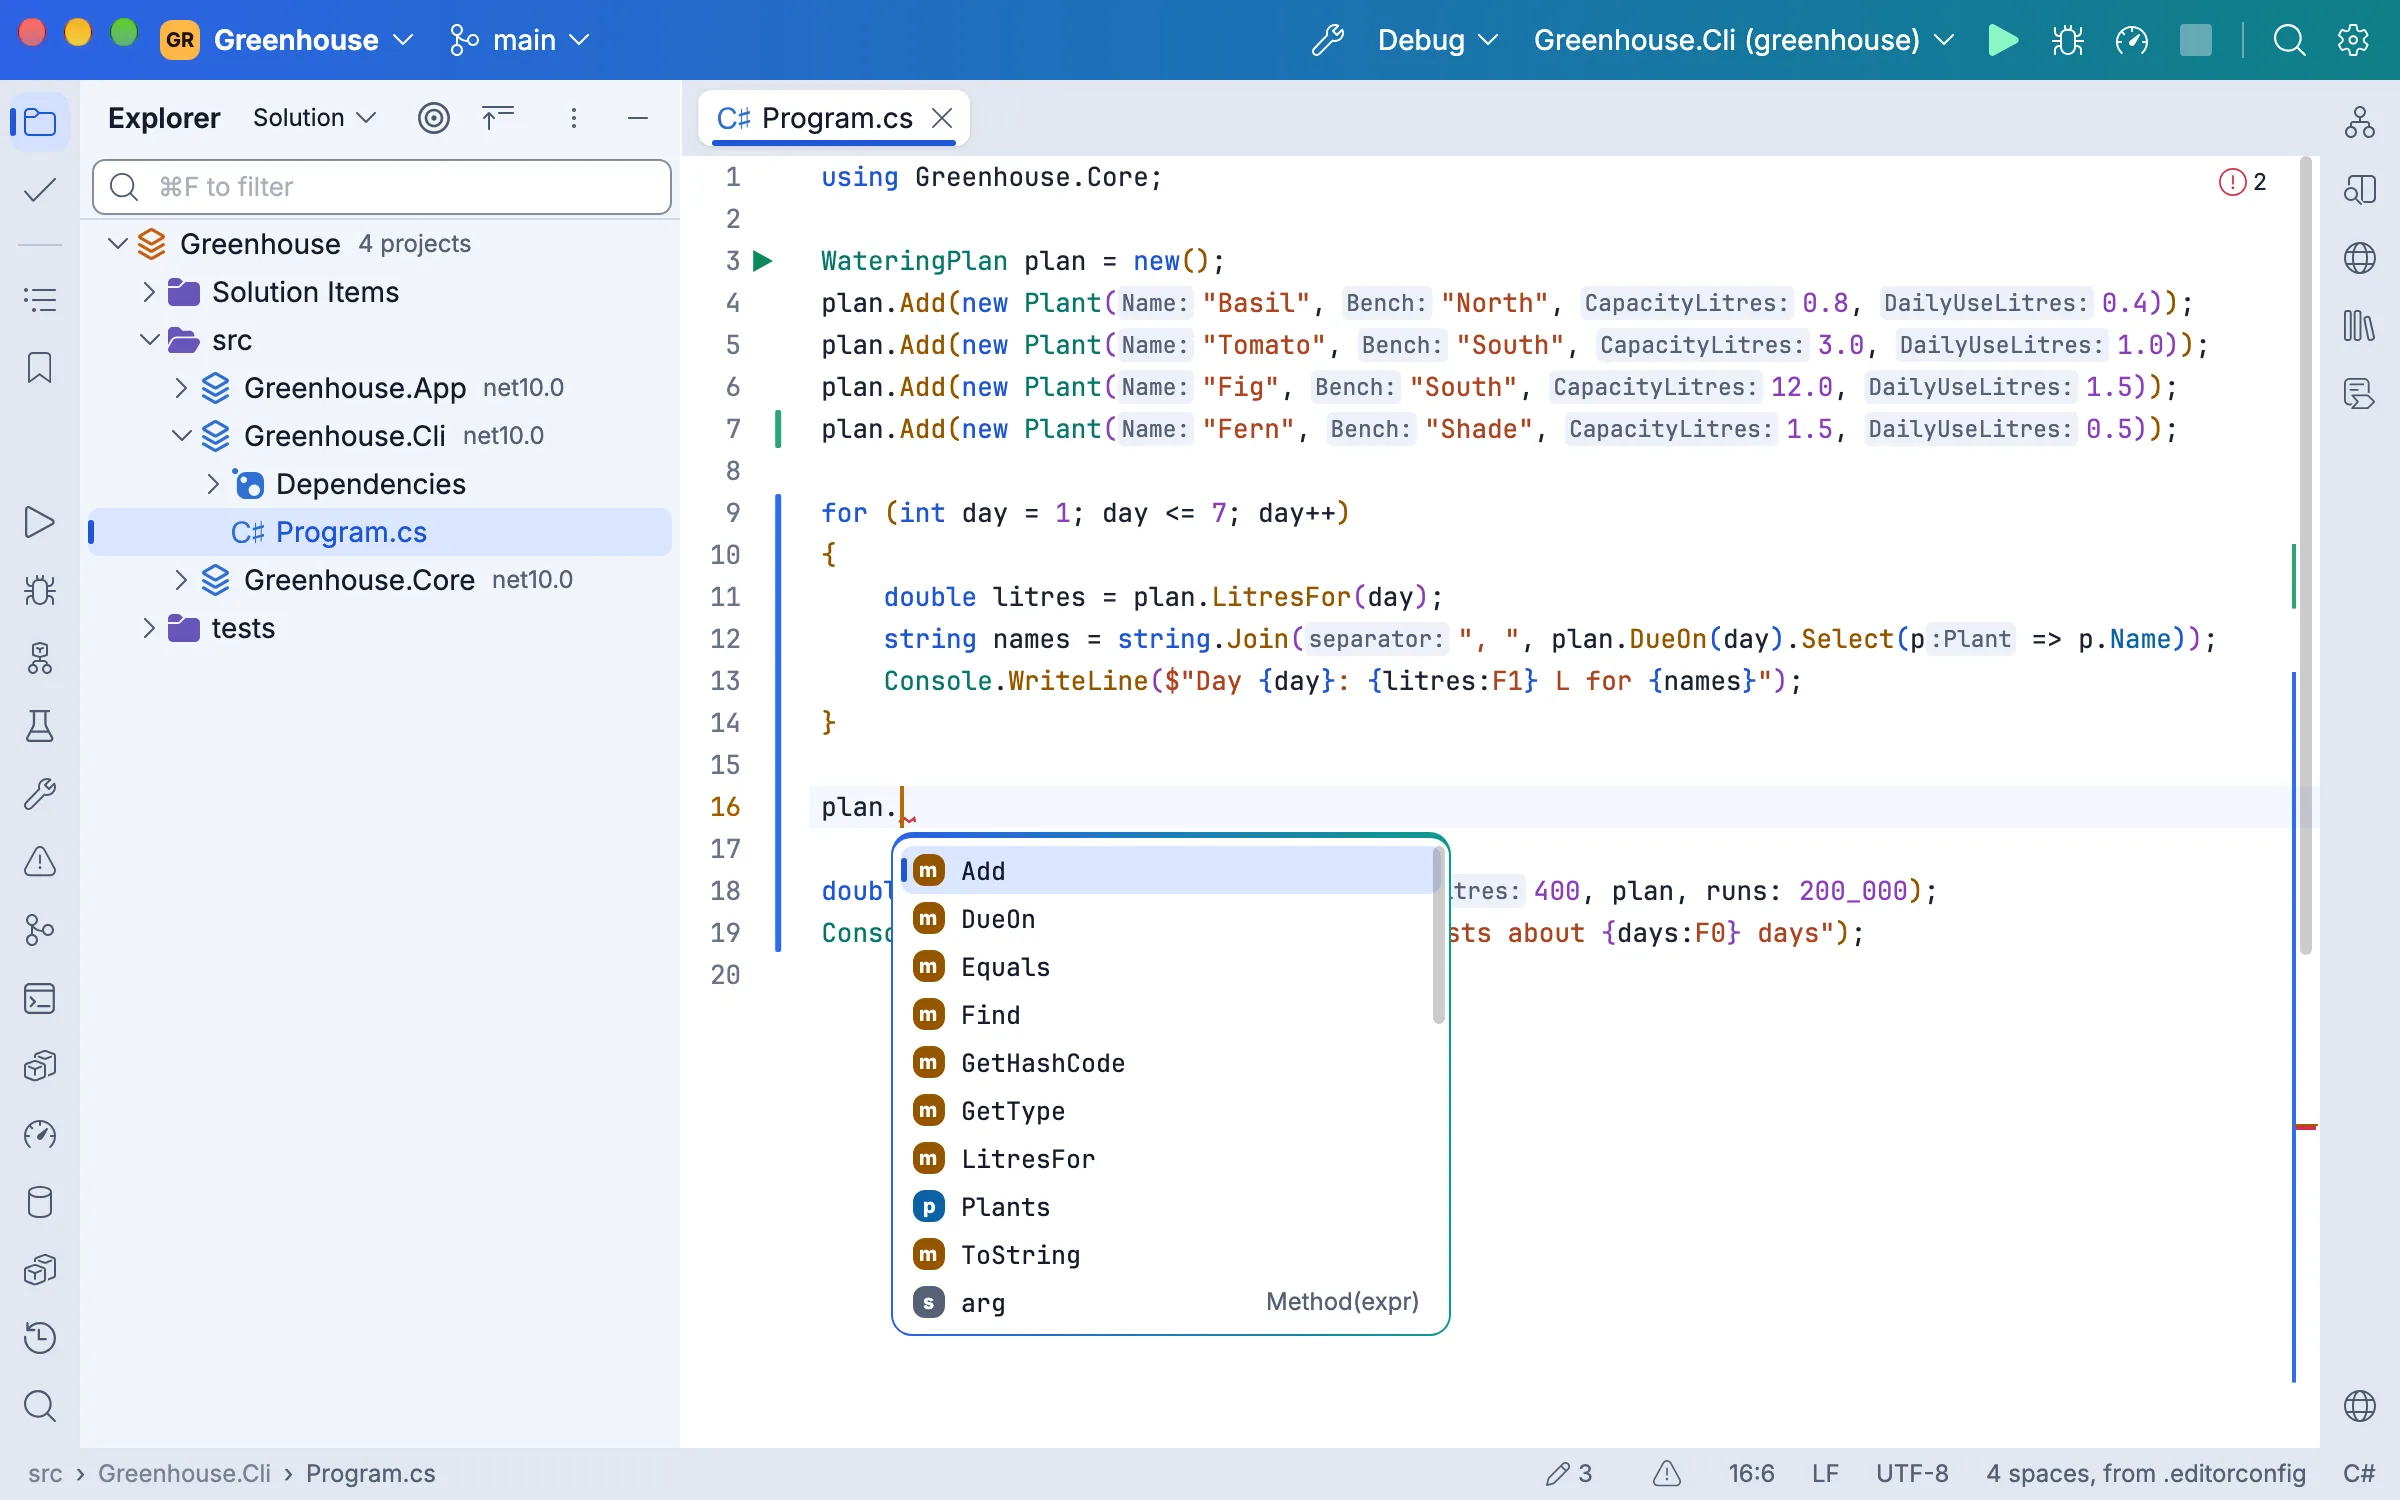 GR Greenhouse main Debug Greenhouse.Cli (greenhouse)
Explorer Solution
⌘F to filter
Greenhouse 4 projects
Solution Items
src
Greenhouse.App net10.0
Greenhouse.Cli net10.0
Dependencies
C# Program.cs
Greenhouse.Core net10.0
tests
C# Program.cs
2
1 using Greenhouse.Core;
2
3 WateringPlan plan = new();
4 plan.Add(new Plant(Name: "Basil", Bench: "North", CapacityLitres: 0.8, DailyUseLitres: 0.4));
5 plan.Add(new Plant(Name: "Tomato", Bench: "South", CapacityLitres: 3.0, DailyUseLitres: 1.0));
6 plan.Add(new Plant(Name: "Fig", Bench: "South", CapacityLitres: 12.0, DailyUseLitres: 1.5));
7 plan.Add(new Plant(Name: "Fern", Bench: "Shade", CapacityLitres: 1.5, DailyUseLitres: 0.5));
8
9 for (int day = 1; day <= 7; day++)
10 {
11 double litres = plan.LitresFor(day);
12 string names = string.Join(separator: ", ", plan.DueOn(day).Select(p:Plant => p.Name));
13 Console.WriteLine($"Day {day}: {litres:F1} L for {names}");
14 }
15
16 plan.
17
18 doubl tres: 400, plan, runs: 200_000);
19 Conso sts about {days:F0} days");
20
m Add
m DueOn
m Equals
m Find
m GetHashCode
m GetType
m LitresFor
p Plants
m ToString
s arg Method(expr)
src › Greenhouse.Cli › Program.cs
3 16:6 LF UTF-8 4 spaces, from .editorconfig C#